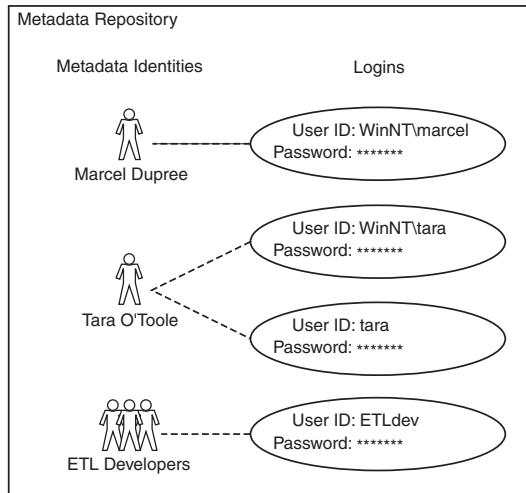 Metadata Repository
Metadata Identities
Logins
Marcel Dupree
User ID: WinNT\marcel
Password: *******
Tara O'Toole
User ID: WinNT\tara
Password: *******
User ID: tara
Password: *******
ETL Developers
User ID: ETLdev
Password: *******